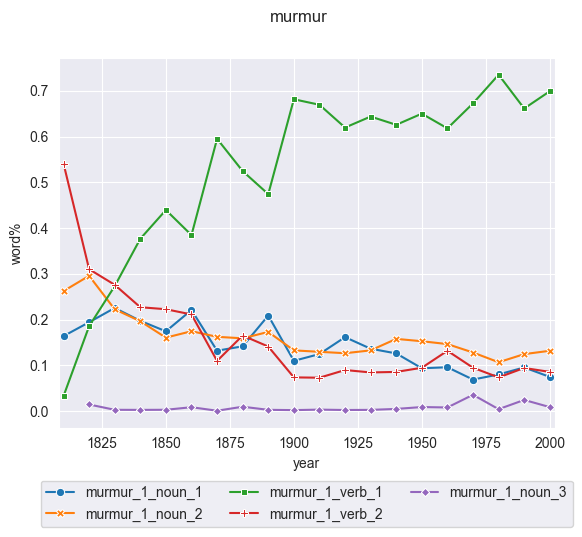 murmur
word%
0.7
0.6
0.5
0.4
0.3
0.2
0.1
0.0
1825 1850 1875 1900 1925 1950 1975 2000
year
murmur_1_noun_1 murmur_1_verb_1 murmur_1_noun_3
murmur_1_noun_2 murmur_1_verb_2